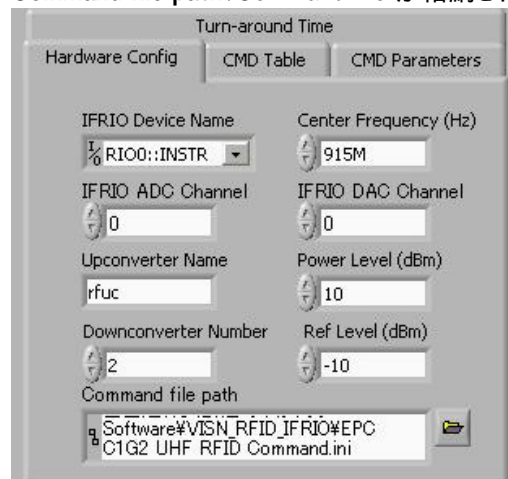 Turn-around Time
Hardware Config CMD Table CMD Parameters
IFRIO Device Name Center Frequency (Hz)
RIO0::INSTR 915M
IFRIO ADC Channel IFRIO DAC Channel
0 0
Upconverter Name Power Level (dBm)
rfuc 10
Downconverter Number Ref Level (dBm)
2 -10
Command file path
Software¥VISN_RFID_IFRIO¥EPC
C1G2 UHF RFID Command.ini